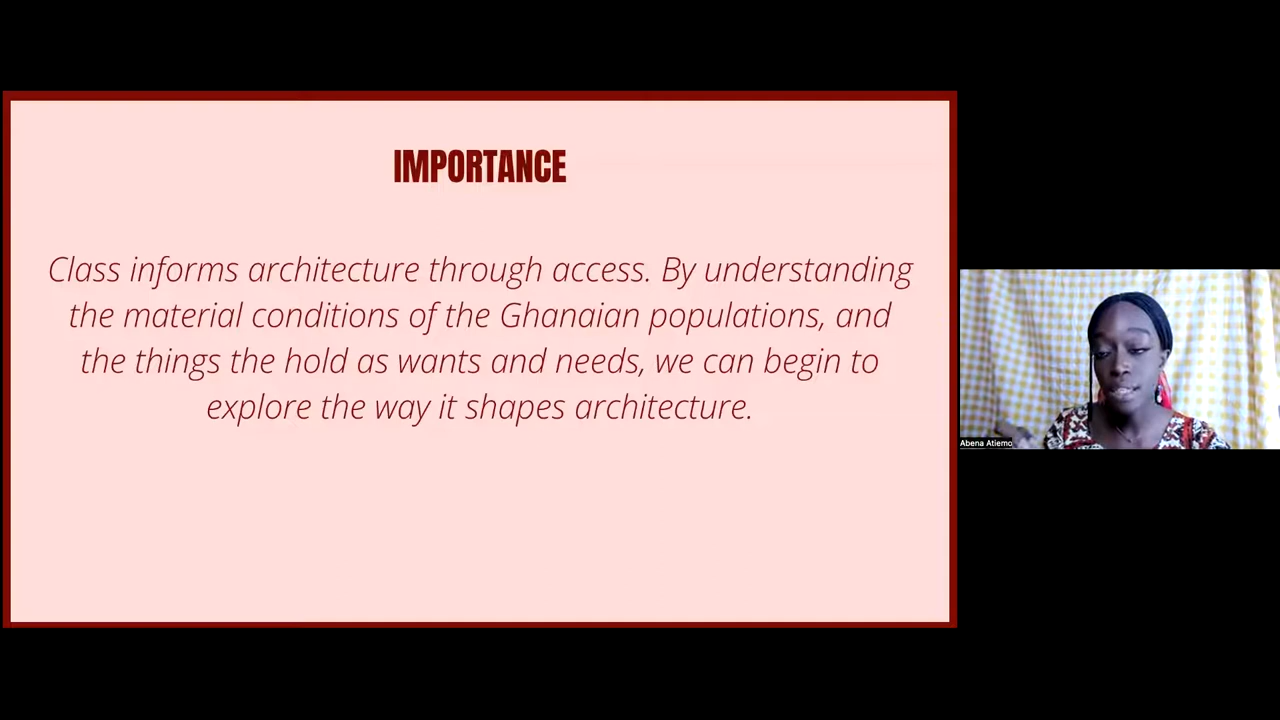 IMPORTANCE
Class informs architecture through access. By understanding
the material conditions of the Ghanaian populations, and
the things the hold as wants and needs, we can begin to
explore the way it shapes architecture.
Abena Atiemo